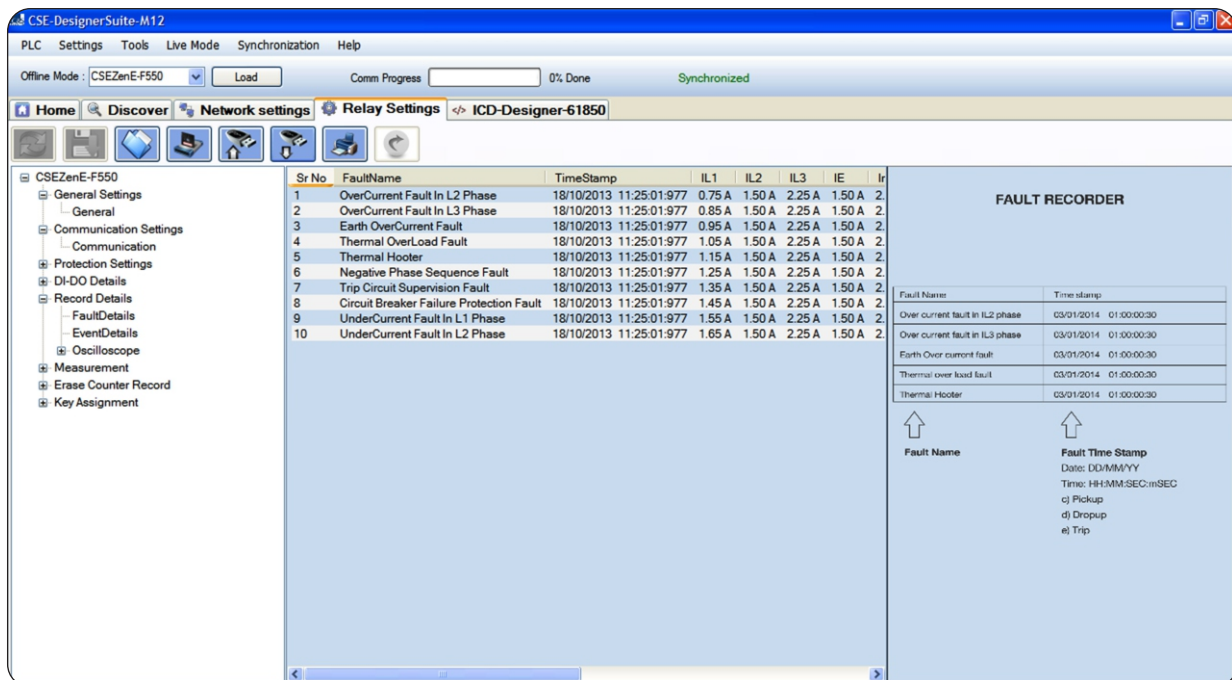 CSE-DesignerSuite-M12
PLC Settings Tools Live Mode Synchronization Help
Offline Mode : CSEZenE-F550 Load Comm Progress 0% Done Synchronized
Home Discover Network settings Relay Settings ICD-Designer-61850
CSEZenE-F550
General Settings
General
Communication Settings
Communication
Protection Settings
DI-DO Details
Record Details
FaultDetails
EventDetails
Oscilloscope
Measurement
Erase Counter Record
Key Assignment
Sr No FaultName TimeStamp IL1 IL2 IL3 IE Ir
1 OverCurrent Fault In L2 Phase 18/10/2013 11:25:01:977 0.75 A 1.50 A 2.25 A 1.50 A 2.
2 OverCurrent Fault In L3 Phase 18/10/2013 11:25:01:977 0.85 A 1.50 A 2.25 A 1.50 A 2.
3 Earth OverCurrent Fault 18/10/2013 11:25:01:977 0.95 A 1.50 A 2.25 A 1.50 A 2.
4 Thermal OverLoad Fault 18/10/2013 11:25:01:977 1.05 A 1.50 A 2.25 A 1.50 A 2.
5 Thermal Hooter 18/10/2013 11:25:01:977 1.15 A 1.50 A 2.25 A 1.50 A 2.
6 Negative Phase Sequence Fault 18/10/2013 11:25:01:977 1.25 A 1.50 A 2.25 A 1.50 A 2.
7 Trip Circuit Supervision Fault 18/10/2013 11:25:01:977 1.35 A 1.50 A 2.25 A 1.50 A 2.
8 Circuit Breaker Failure Protection Fault 18/10/2013 11:25:01:977 1.45 A 1.50 A 2.25 A 1.50 A 2.
9 UnderCurrent Fault In L1 Phase 18/10/2013 11:25:01:977 1.55 A 1.50 A 2.25 A 1.50 A 2.
10 UnderCurrent Fault In L2 Phase 18/10/2013 11:25:01:977 1.65 A 1.50 A 2.25 A 1.50 A 2.
FAULT RECORDER
Fault Name Time stamp
Over current fault in IL2 phase 03/01/2014 01:00:00:30
Over current fault in IL3 phase 03/01/2014 01:00:00:30
Earth Over current fault 03/01/2014 01:00:00:30
Thermal over load fault 03/01/2014 01:00:00:30
Thermal Hooter 03/01/2014 01:00:00:30
Fault Name Fault Time Stamp
Date: DD/MM/YY
Time: HH:MM:SEC:mSEC
c) Pickup
d) Dropup
e) Trip